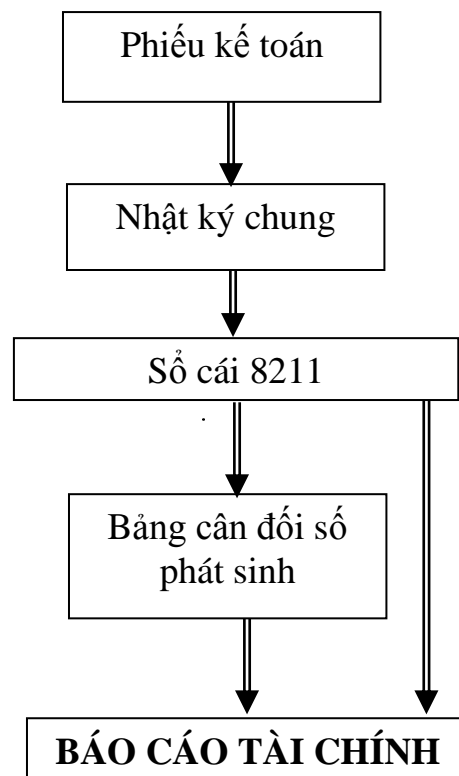 Phiếu kế toán
Nhật ký chung
Sổ cái 8211
Bảng cân đối số
phát sinh
BÁO CÁO TÀI CHÍNH